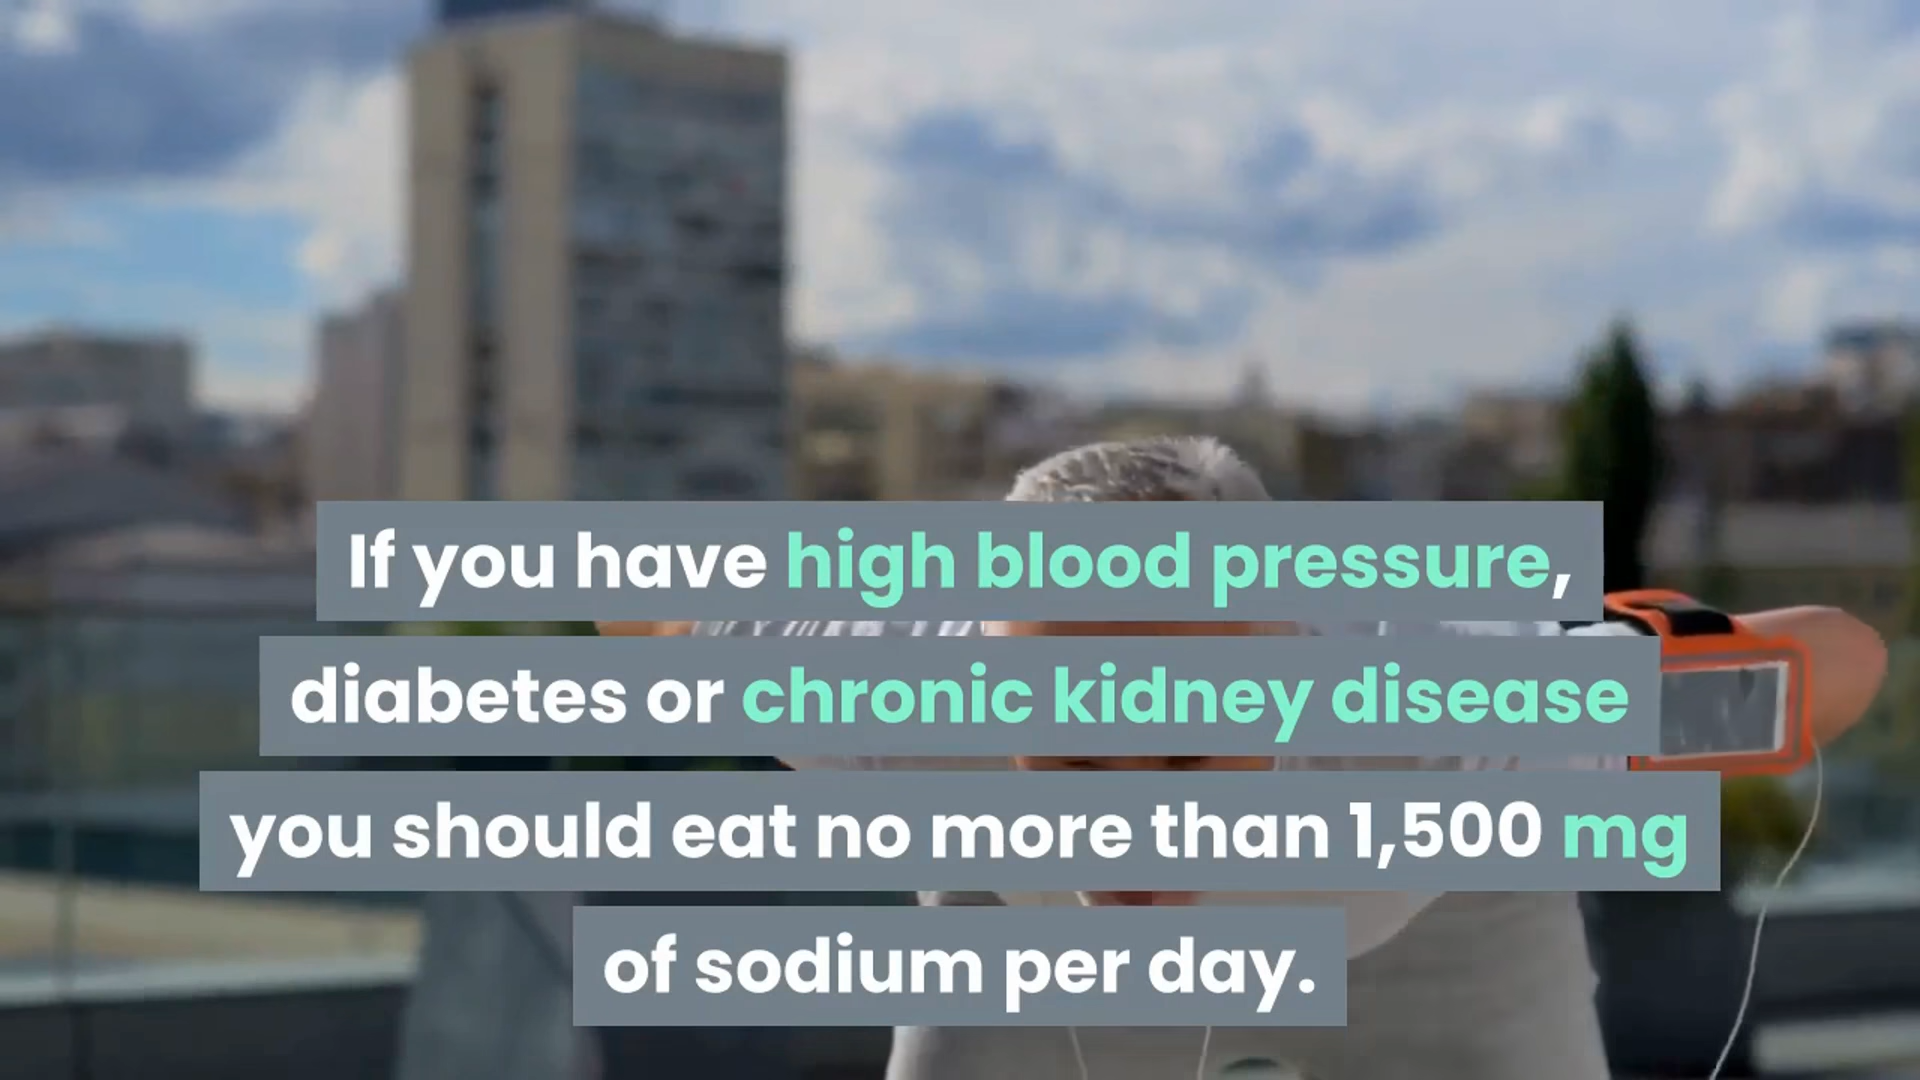 If you have high blood pressure,
diabetes or chronic kidney disease
you should eat no more than 1,500 mg
of sodium per day.